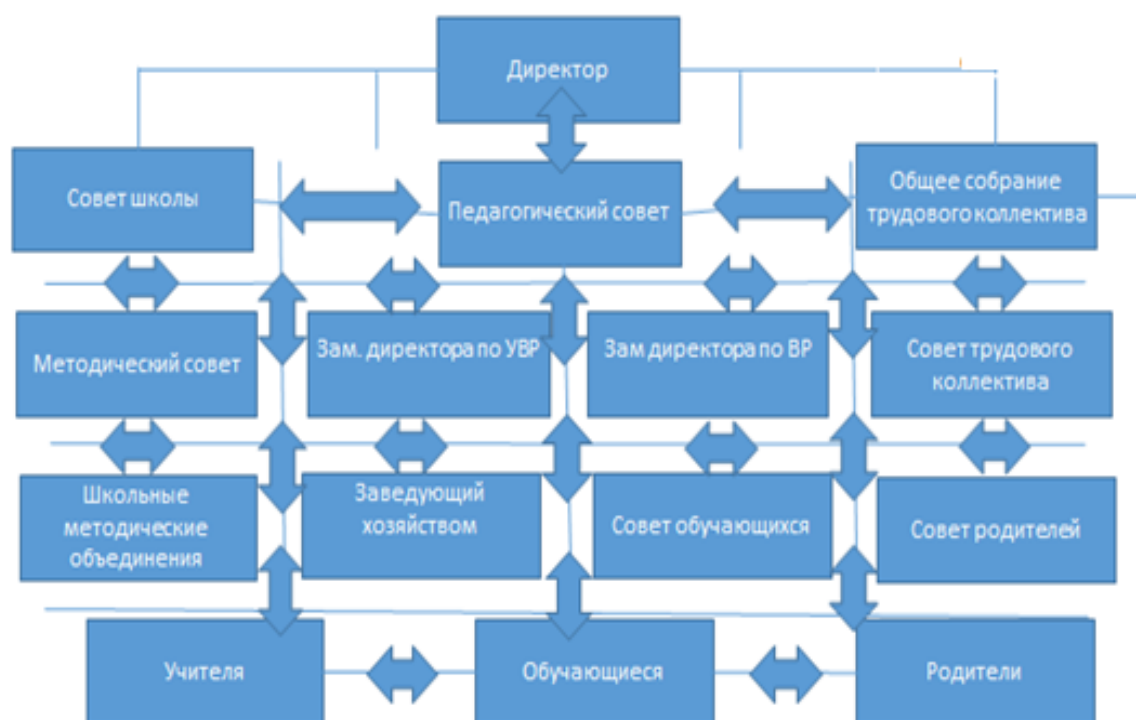 Директор
Совет школы
Педагогический совет
Общее собрание
трудового коллектива
Методический совет
Зам. директора по УВР
Зам директора по ВР
Совет трудового
коллектива
Школьные
методические
объединения
Заведующий
хозяйством
Совет обучающихся
Совет родителей
Учителя
Обучающиеся
Родители